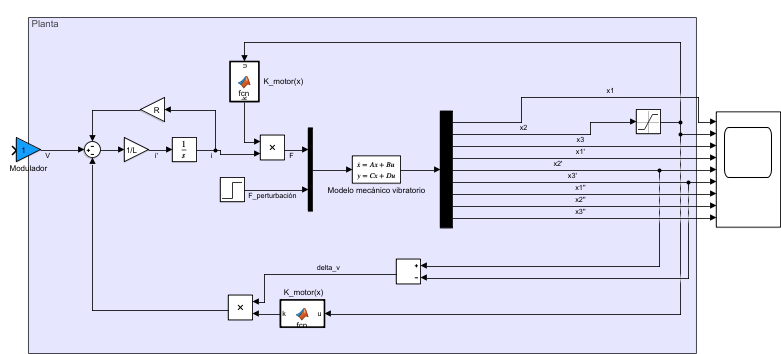 Planta
u
fcn
k
K_motor(x)
R
1
V
Modulador
1/L
i'
1
s
i
×
F
F_perturbación
ẋ = Ax + Bu
y = Cx + Du
Modelo mecánico vibratorio
x1
x2
x3
x1'
x2'
x3'
x1''
x2''
x3''
delta_v
+
−
×
K_motor(x)
k
fcn
u